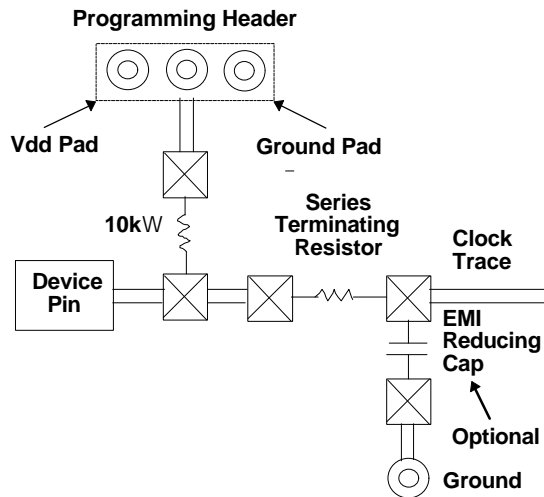 Programming Header
Vdd Pad
Ground Pad
Series
Terminating
Resistor
10kW
Clock
Trace
Device
Pin
EMI
Reducing
Cap
Optional
Ground